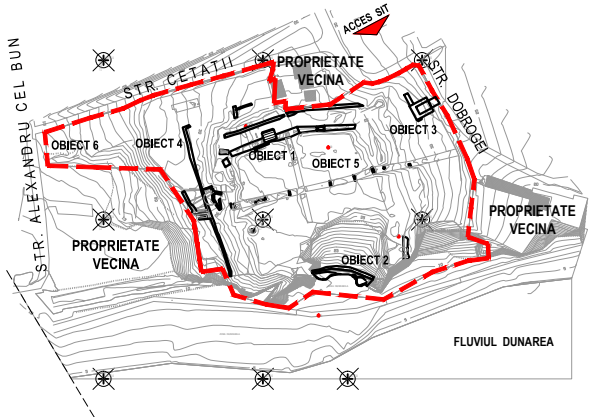 ACCES SIT
STR. ALEXANDRU CEL BUN
STR. CETATII
PROPRIETATE
VECINA
STR. DOBROGEI
OBIECT 6
OBIECT 4
OBIECT 1
OBIECT 5
OBIECT 3
PROPRIETATE
VECINA
PROPRIETATE
VECINA
OBIECT 2
FLUVIUL DUNAREA